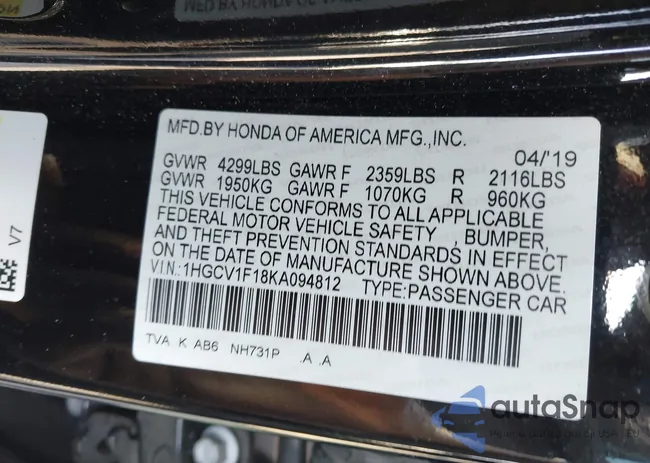 MFD.BY HONDA OF AMERICA MFG.,INC.
04/'19
GVWR 4299LBS GAWR F 2359LBS R 2116LBS
GVWR 1950KG GAWR F 1070KG R 960KG
THIS VEHICLE CONFORMS TO ALL APPLICABLE
FEDERAL MOTOR VEHICLE SAFETY , BUMPER,
AND THEFT PREVENTION STANDARDS IN EFFECT
ON THE DATE OF MANUFACTURE SHOWN ABOVE.
VIN:1HGCV1F18KA094812 TYPE:PASSENGER CAR
TVA K AB6 NH731P .A .A
V7
autoSnap